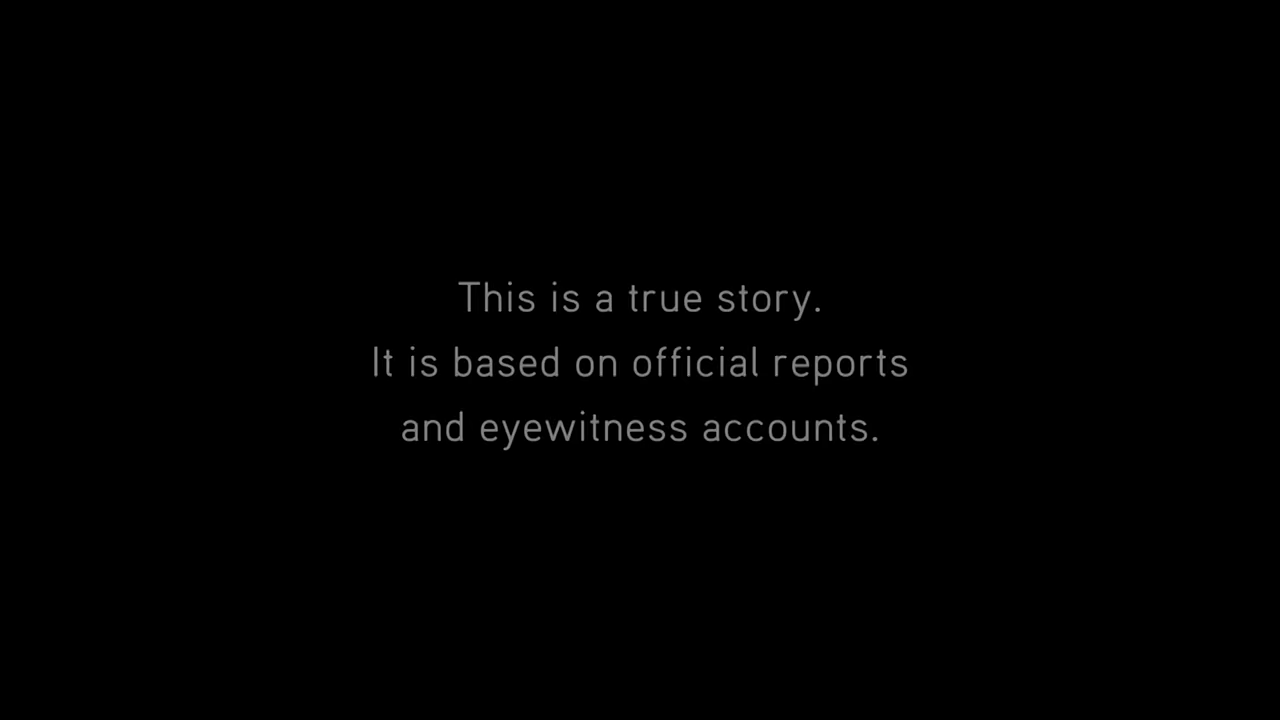 This is a true story.
It is based on official reports
and eyewitness accounts.